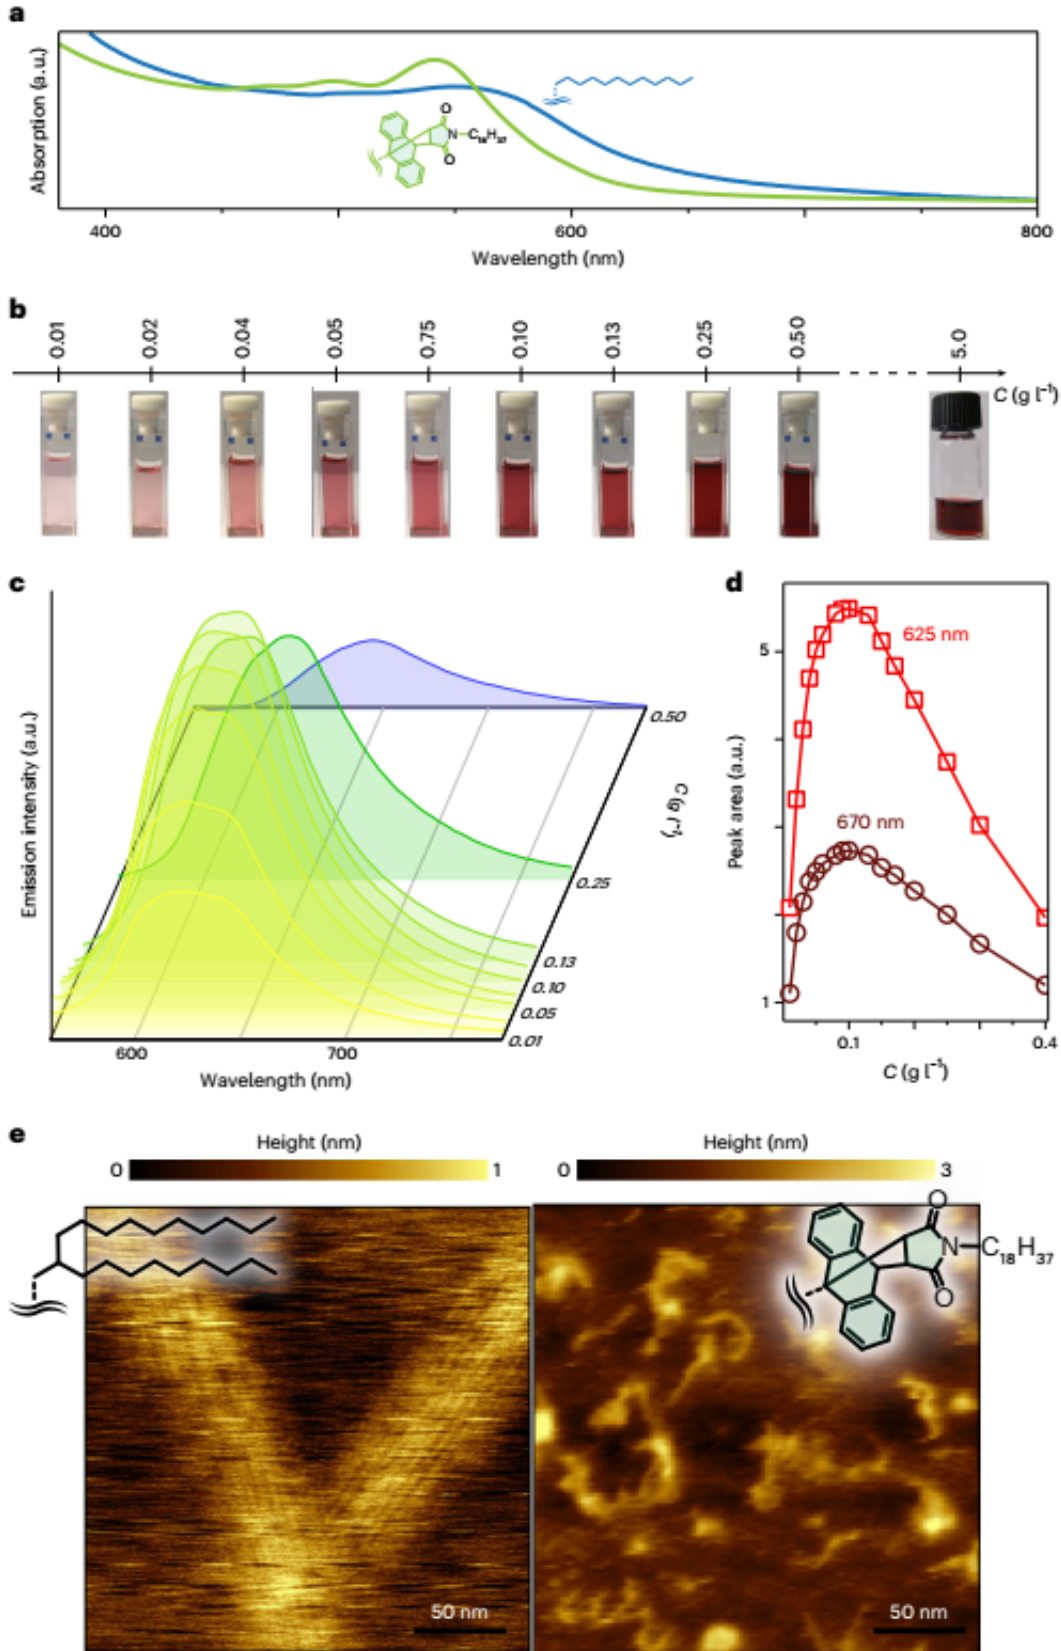 a
Absorption (a.u.)
O
N
C₁₈H₃₇
O
400
600
800
Wavelength (nm)
b
0.01
0.02
0.04
0.05
0.75
0.10
0.13
0.25
0.50
5.0
C (g l⁻¹)
c
Emission intensity (a.u.)
0.50
C (g l⁻¹)
0.25
0.13
0.10
0.05
0.01
600
700
Wavelength (nm)
d
625 nm
5
Peak area (a.u.)
670 nm
1
0.1
0.4
C (g l⁻¹)
e
Height (nm)
0
1
Height (nm)
0
3
O
N
C₁₈H₃₇
O
50 nm
50 nm